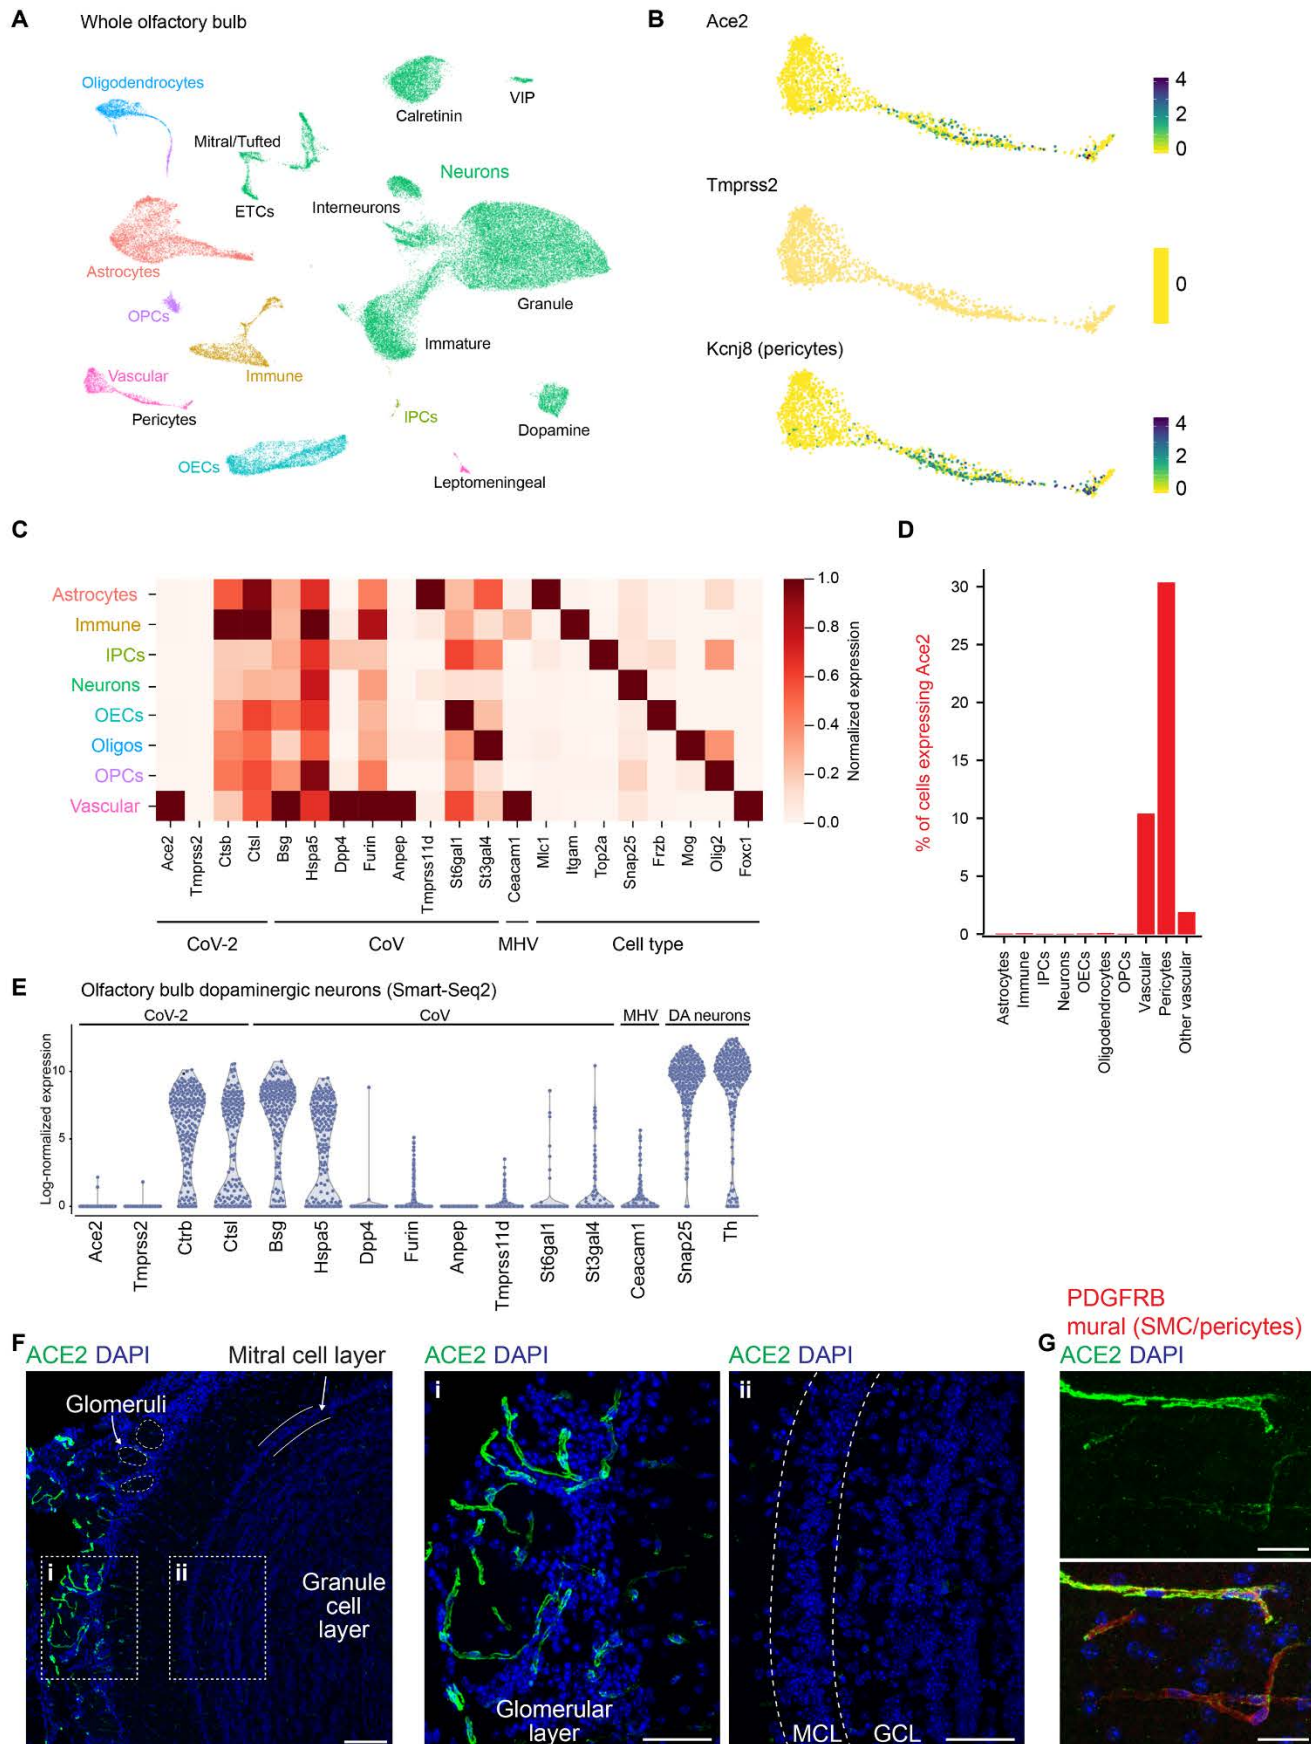 A
Whole olfactory bulb
Oligodendrocytes
Calretinin
VIP
Mitral/Tufted
Neurons
ETCs
Interneurons
Astrocytes
Granule
OPCs
Immature
Vascular
Immune
Pericytes
IPCs
Dopamine
OECs
Leptomeningeal
B
Ace2
4
2
0
Tmprss2
0
Kcnj8 (pericytes)
4
2
0
C
Astrocytes
Immune
IPCs
Neurons
OECs
Oligos
OPCs
Vascular
Ace2
Tmprss2
Ctsb
Ctsl
Bsg
Hspa5
Dpp4
Furin
Anpep
Tmprss11d
St6gal1
St3gal4
Ceacam1
Mlc1
Itgam
Top2a
Snap25
Frzb
Mog
Olig2
Foxc1
CoV-2
CoV
MHV
Cell type
1.0
0.8
0.6
0.4
0.2
0.0
Normalized expression
D
% of cells expressing Ace2
30
25
20
15
10
5
0
Astrocytes
Immune
IPCs
Neurons
OECs
Oligodendrocytes
OPCs
Vascular
Pericytes
Other vascular
E
Olfactory bulb dopaminergic neurons (Smart-Seq2)
CoV-2
CoV
MHV
DA neurons
Log-normalized expression
10
5
0
Ace2
Tmprss2
Ctrb
Ctsl
Bsg
Hspa5
Dpp4
Furin
Anpep
Tmprss11d
St6gal1
St3gal4
Ceacam1
Snap25
Th
F
ACE2 DAPI
Mitral cell layer
Glomeruli
i
ii
Granule
cell
layer
ACE2 DAPI
i
Glomerular
layer
ACE2 DAPI
ii
MCL
GCL
PDGFRB
mural (SMC/pericytes)
G
ACE2 DAPI